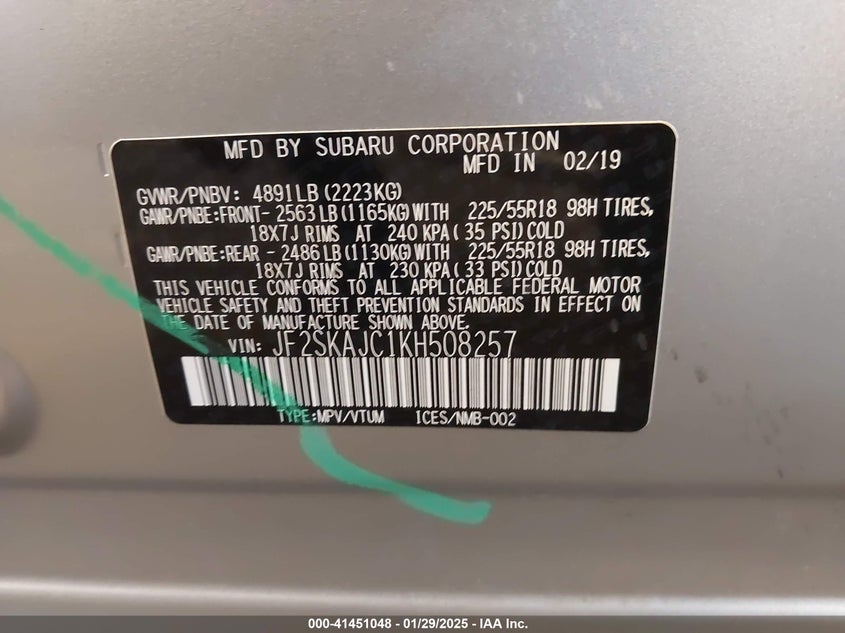 MFD BY SUBARU CORPORATION
MFD IN 02/19
GVWR/PNBV: 4891LB(2223KG)
GAWR/PNBE:FRONT- 2563LB(1165KG)WITH 225/55R18 98H TIRES,
18X7J RIMS AT 240 KPA(35 PSI)COLD
GAWR/PNBE:REAR - 2486LB(1130KG)WITH 225/55R18 98H TIRES,
18X7J RIMS AT 230 KPA(33 PSI)COLD
THIS VEHICLE CONFORMS TO ALL APPLICABLE FEDERAL MOTOR
VEHICLE SAFETY AND THEFT PREVENTION STANDARDS IN EFFECT ON
THE DATE OF MANUFACTURE SHOWN ABOVE.
VIN: JF2SKAJC1KH508257
TYPE:MPV/VTUM ICES/NMB-002
000-41451048 - 01/29/2025 - IAA Inc.